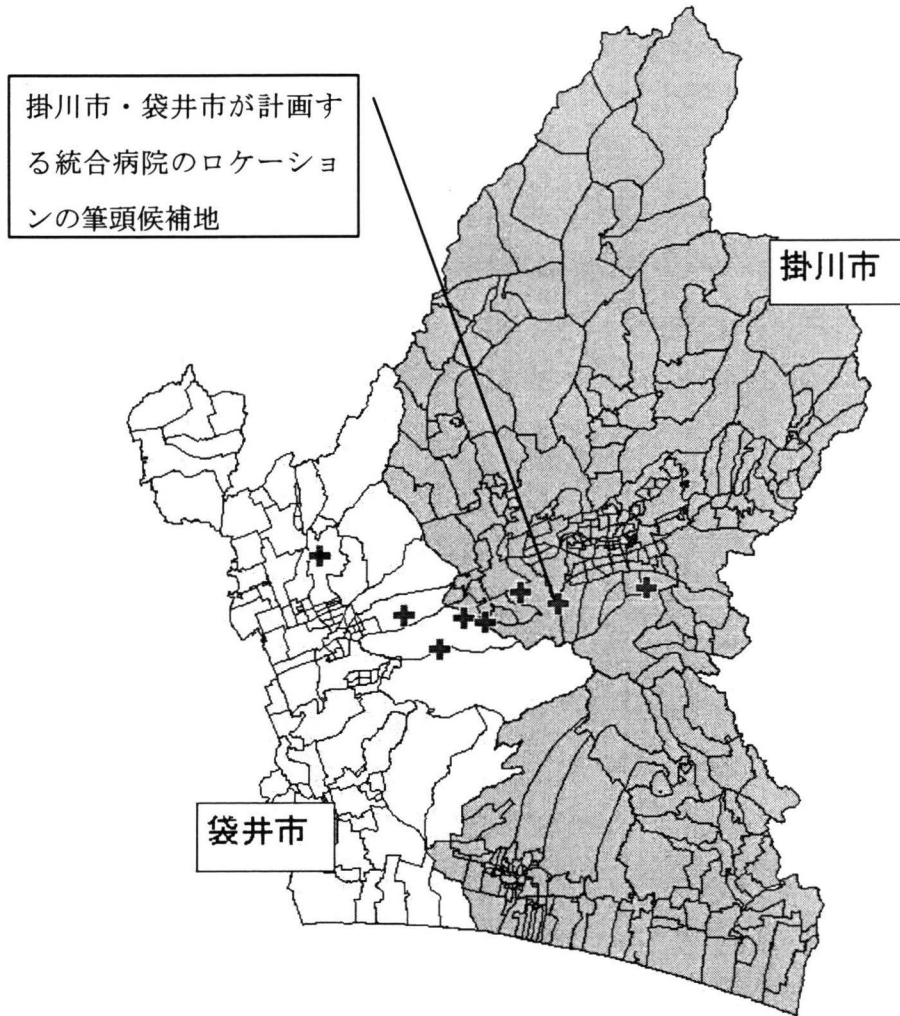 掛川市・袋井市が計画す
る統合病院のロケーショ
ンの筆頭候補地
掛川市
袋井市